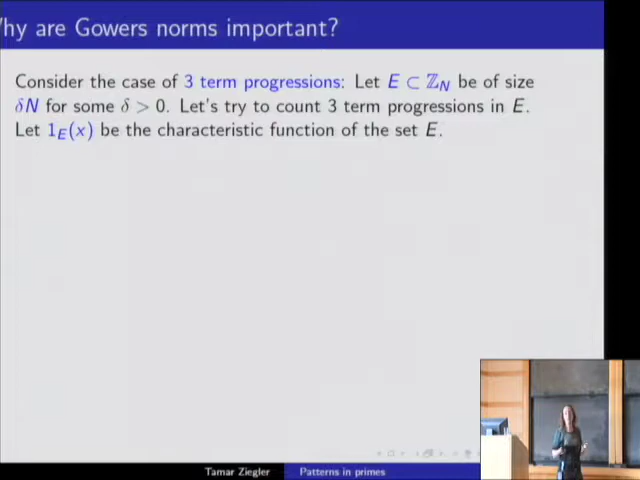 hy are Gowers norms important?
Consider the case of 3 term progressions: Let E ⊂ ℤ_N be of size
δN for some δ > 0. Let's try to count 3 term progressions in E.
Let 1_E(x) be the characteristic function of the set E.
Tamar Ziegler Patterns in primes